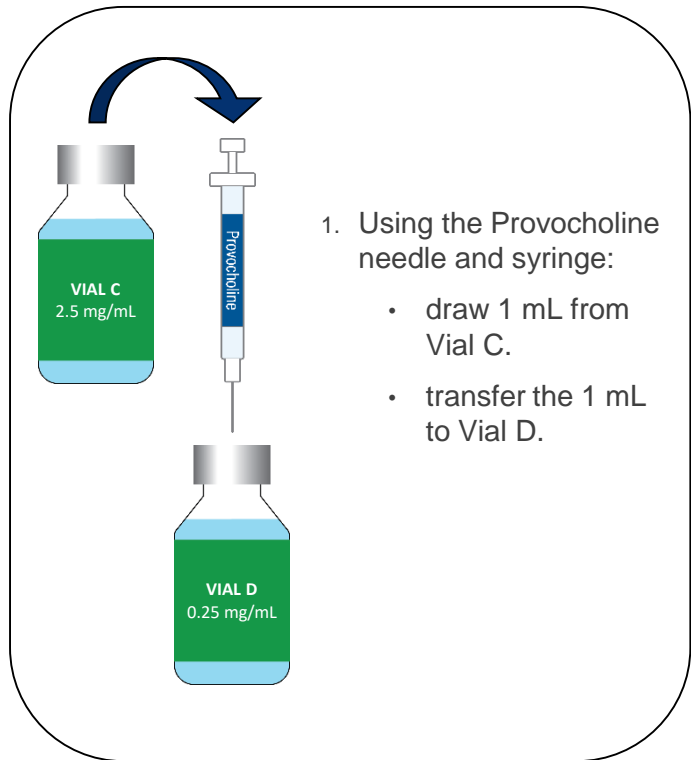 VIAL C
2.5 mg/mL
Provocholine
1. Using the Provocholine
needle and syringe:
• draw 1 mL from
Vial C.
• transfer the 1 mL
to Vial D.
VIAL D
0.25 mg/mL